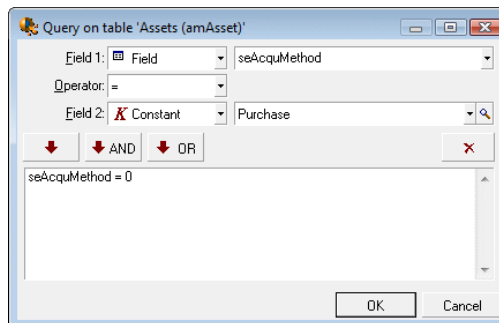 Query on table 'Assets (amAsset)'
Field 1: Field seAcquMethod
Operator: =
Field 2: K Constant Purchase
AND OR
seAcquMethod = 0
OK Cancel